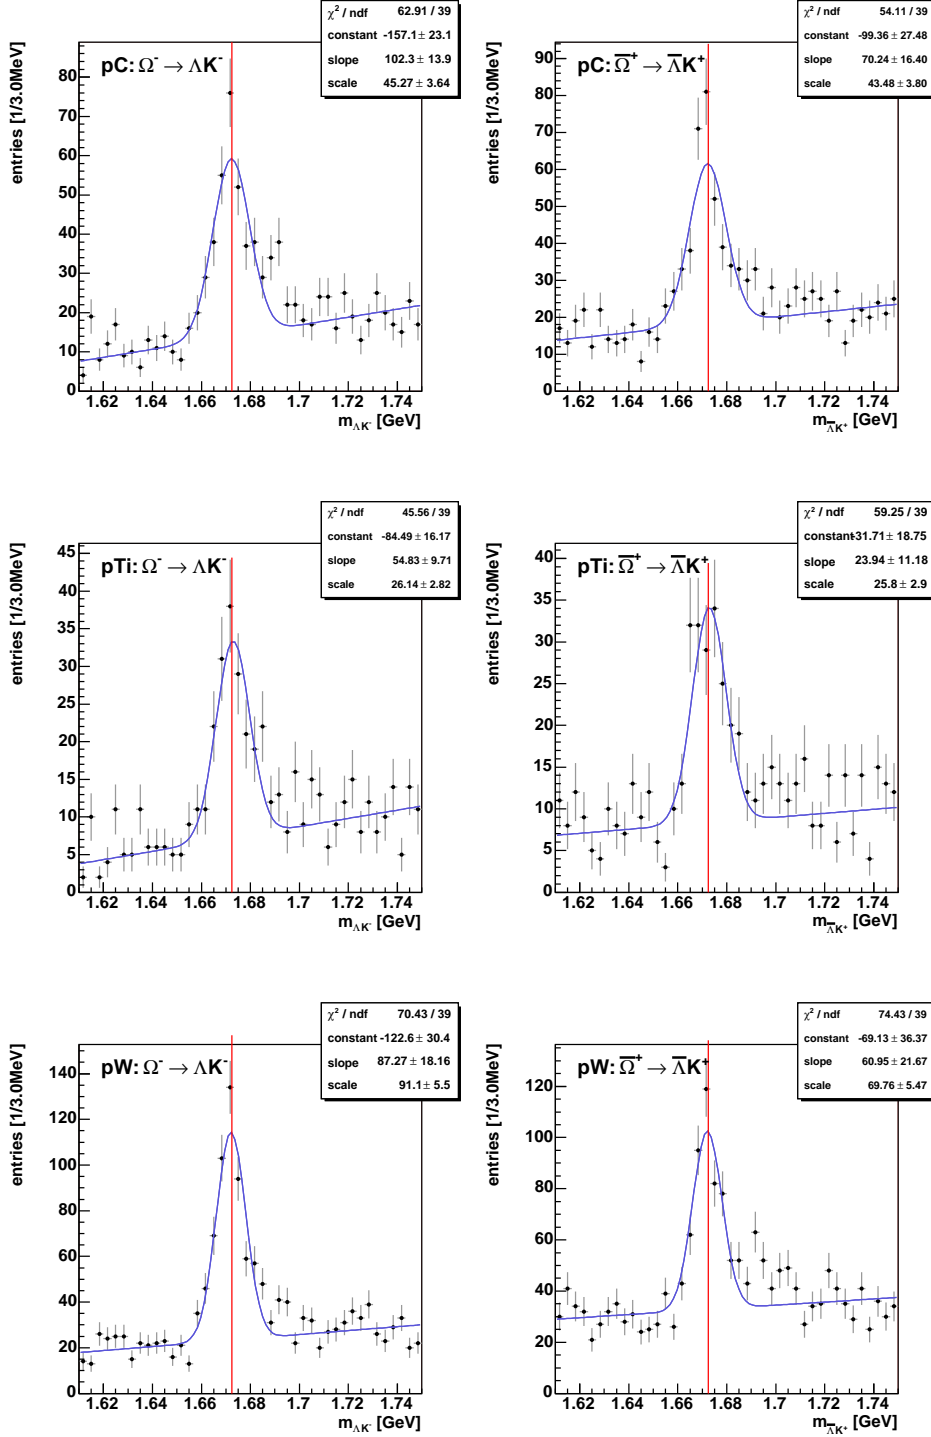 χ² / ndf 62.91 / 39
constant -157.1 ± 23.1
slope 102.3 ± 13.9
scale 45.27 ± 3.64
pC: Ω⁻ → ΛK⁻
entries [1/3.0MeV]
80
70
60
50
40
30
20
10
0
1.62 1.64 1.66 1.68 1.7 1.72 1.74
m_ΛK⁻ [GeV]
χ² / ndf 54.11 / 39
constant -99.36 ± 27.48
slope 70.24 ± 16.40
scale 43.48 ± 3.80
pC: Ω̅⁺ → Λ̅K⁺
entries [1/3.0MeV]
90
80
70
60
50
40
30
20
10
0
1.62 1.64 1.66 1.68 1.7 1.72 1.74
m_Λ̅K⁺ [GeV]
χ² / ndf 45.56 / 39
constant -84.49 ± 16.17
slope 54.83 ± 9.71
scale 26.14 ± 2.82
pTi: Ω⁻ → ΛK⁻
entries [1/3.0MeV]
45
40
35
30
25
20
15
10
5
0
1.62 1.64 1.66 1.68 1.7 1.72 1.74
m_ΛK⁻ [GeV]
χ² / ndf 59.25 / 39
constant -31.71 ± 18.75
slope 23.94 ± 11.18
scale 25.8 ± 2.9
pTi: Ω̅⁺ → Λ̅K⁺
entries [1/3.0MeV]
40
35
30
25
20
15
10
5
0
1.62 1.64 1.66 1.68 1.7 1.72 1.74
m_Λ̅K⁺ [GeV]
χ² / ndf 70.43 / 39
constant -122.6 ± 30.4
slope 87.27 ± 18.16
scale 91.1 ± 5.5
pW: Ω⁻ → ΛK⁻
entries [1/3.0MeV]
140
120
100
80
60
40
20
0
1.62 1.64 1.66 1.68 1.7 1.72 1.74
m_ΛK⁻ [GeV]
χ² / ndf 74.43 / 39
constant -69.13 ± 36.37
slope 60.95 ± 21.67
scale 69.76 ± 5.47
pW: Ω̅⁺ → Λ̅K⁺
entries [1/3.0MeV]
120
100
80
60
40
20
0
1.62 1.64 1.66 1.68 1.7 1.72 1.74
m_Λ̅K⁺ [GeV]